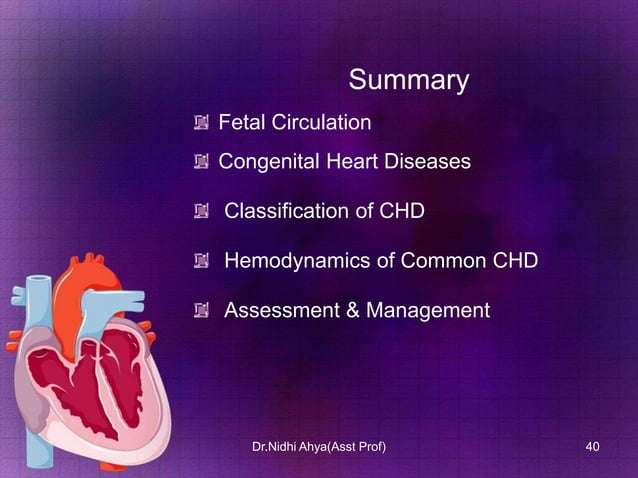 Summary
Fetal Circulation
Congenital Heart Diseases
Classification of CHD
Hemodynamics of Common CHD
Assessment & Management
Dr.Nidhi Ahya(Asst Prof)
40